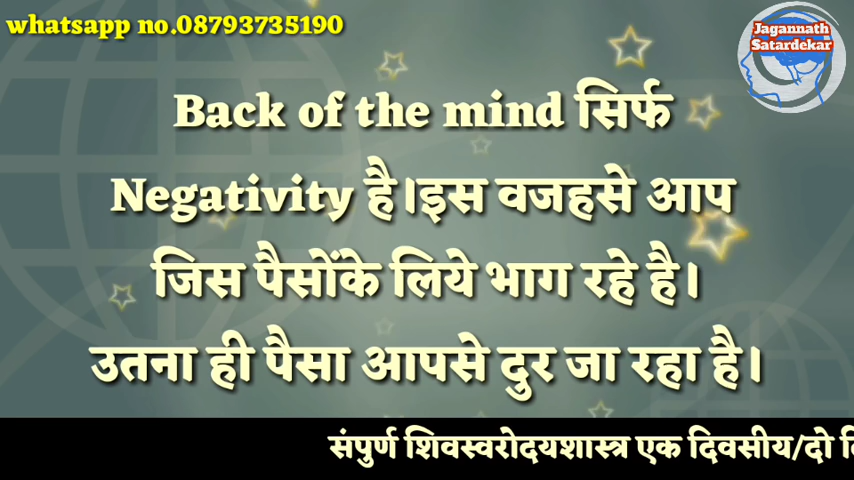 whatsapp no.08793735190
Jagannath
Satardekar
Back of the mind सिर्फ
Negativity है।इस वजहसे आप
जिस पैसोंके लिये भाग रहे है।
उतना ही पैसा आपसे दुर जा रहा है।
संपुर्ण शिवस्वरोदयशास्त्र एक दिवसीय/दो